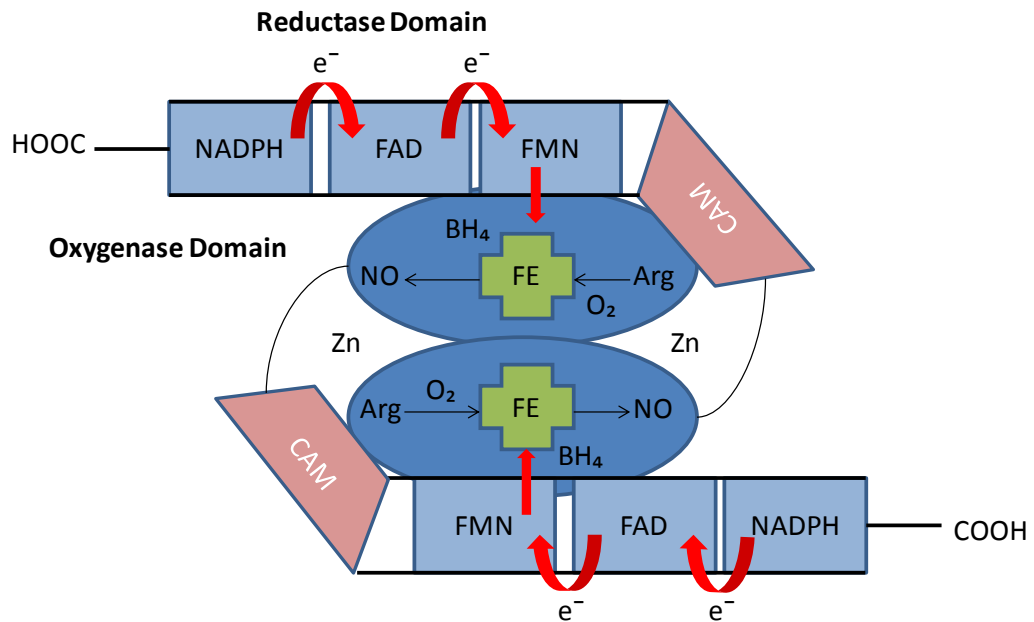 Reductase Domain
e⁻ e⁻
HOOC NADPH FAD FMN
CAM
Oxygenase Domain
BH₄
NO FE Arg
O₂
Zn Zn
O₂
Arg FE NO
CAM
BH₄
FMN FAD NADPH COOH
e⁻ e⁻